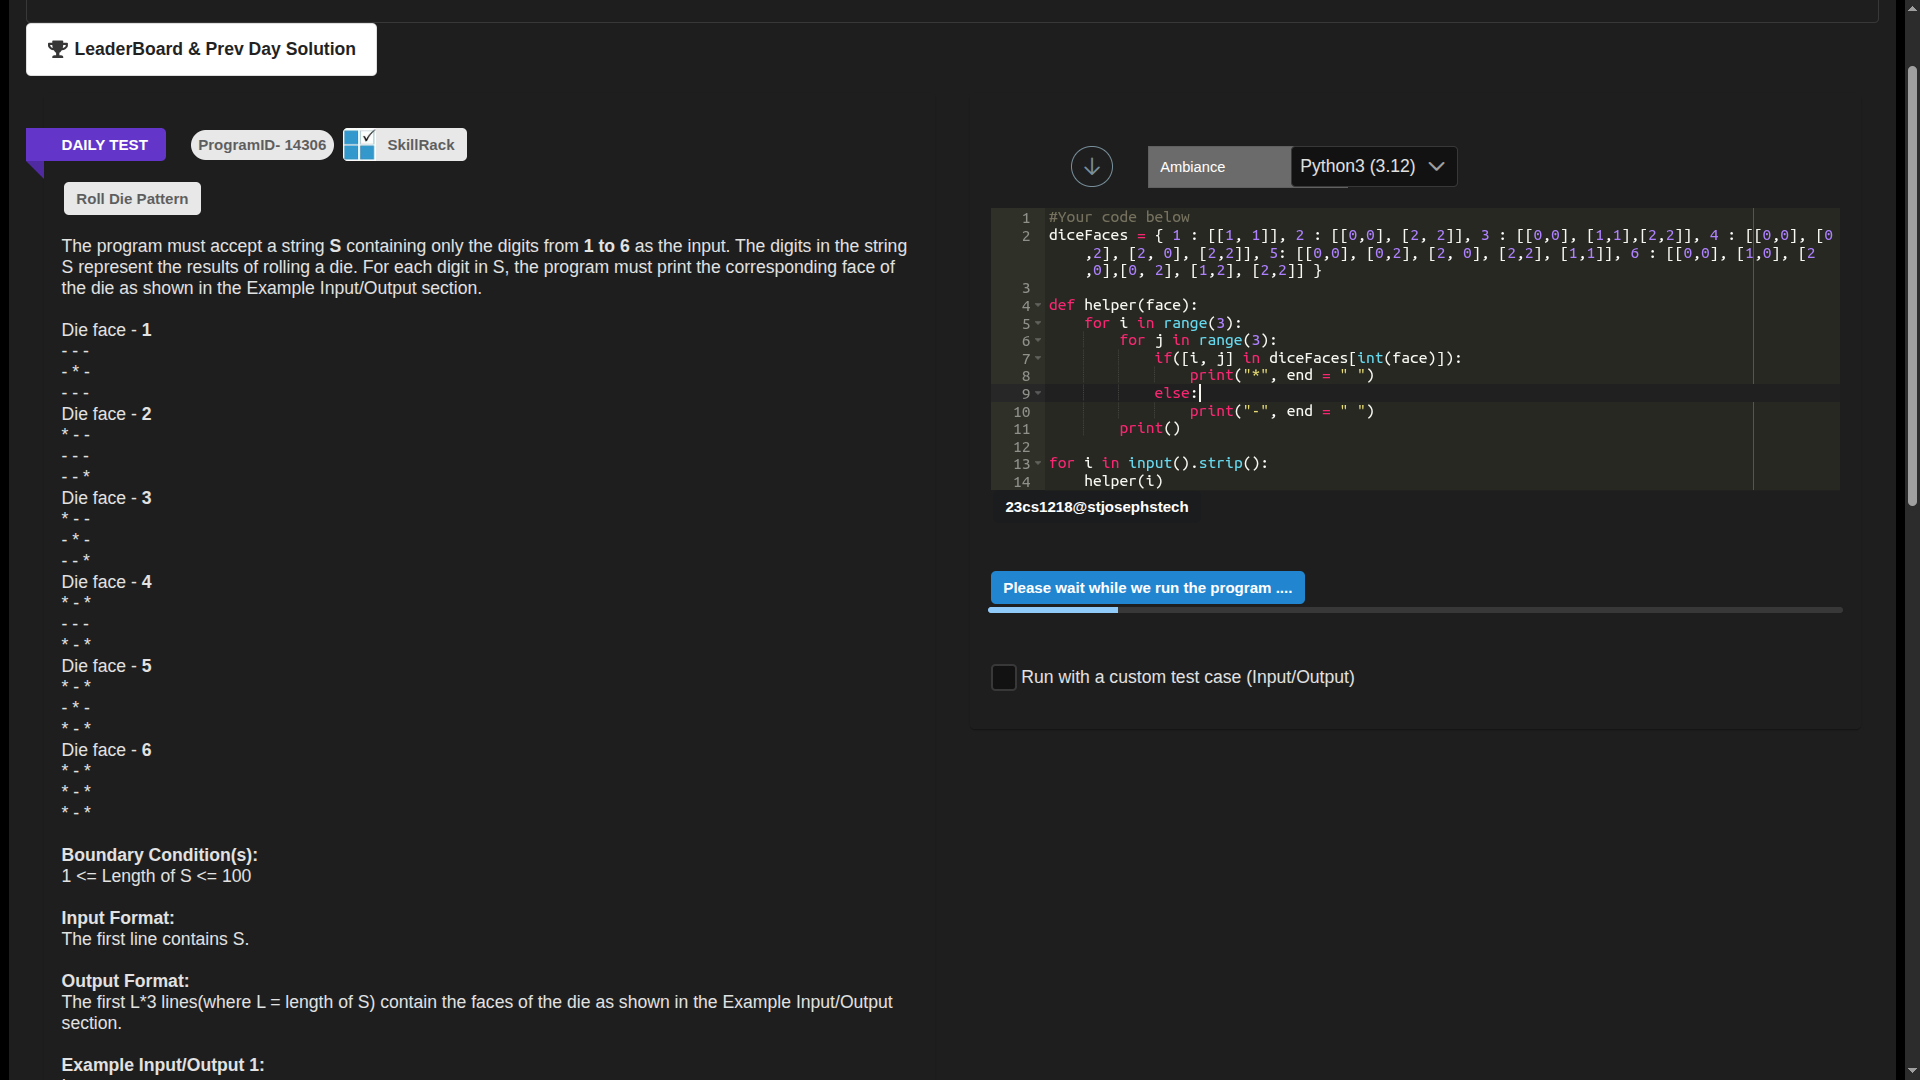 LeaderBoard & Prev Day Solution
DAILY TEST
ProgramID- 14306
SkillRack
Roll Die Pattern
The program must accept a string S containing only the digits from 1 to 6 as the input. The digits in the string
S represent the results of rolling a die. For each digit in S, the program must print the corresponding face of
the die as shown in the Example Input/Output section.
Die face - 1
- - -
- * -
- - -
Die face - 2
* - -
- - -
- - *
Die face - 3
* - -
- * -
- - *
Die face - 4
* - *
- - -
* - *
Die face - 5
* - *
- * -
* - *
Die face - 6
* - *
* - *
* - *
Boundary Condition(s):
1 <= Length of S <= 100
Input Format:
The first line contains S.
Output Format:
The first L*3 lines(where L = length of S) contain the faces of the die as shown in the Example Input/Output
section.
Example Input/Output 1:
Ambiance
Python3 (3.12)
1 #Your code below
2 diceFaces = { 1 : [[1, 1]], 2 : [[0,0], [2, 2]], 3 : [[0,0], [1,1],[2,2]], 4 : [[0,0], [0
,2], [2, 0], [2,2]], 5: [[0,0], [0,2], [2, 0], [2,2], [1,1]], 6 : [[0,0], [1,0], [2
,0],[0, 2], [1,2], [2,2]] }
3
4 def helper(face):
5     for i in range(3):
6         for j in range(3):
7             if([i, j] in diceFaces[int(face)]):
8                 print("*", end = " ")
9             else:
10                 print("-", end = " ")
11         print()
12
13 for i in input().strip():
14     helper(i)
23cs1218@stjosephstech
Please wait while we run the program ....
Run with a custom test case (Input/Output)